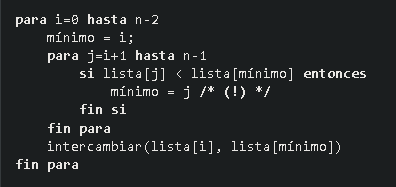 para i=0 hasta n-2
mínimo = i;
para j=i+1 hasta n-1
si lista[j] < lista[mínimo] entonces
mínimo = j /* (!) */
fin si
fin para
intercambiar(lista[i], lista[mínimo])
fin para